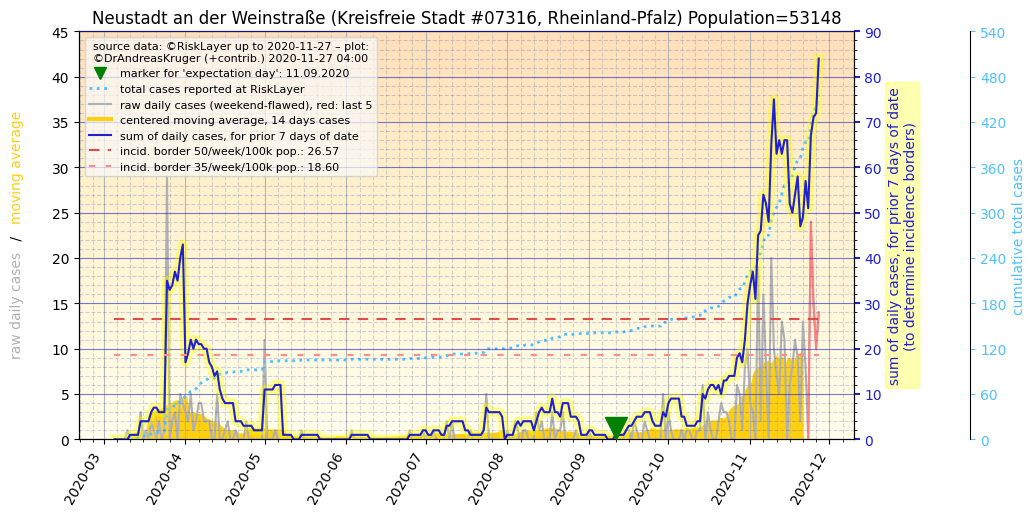 Neustadt an der Weinstraße (Kreisfreie Stadt #07316, Rheinland-Pfalz) Population=53148
source data: ©RiskLayer up to 2020-11-27 – plot:
©DrAndreasKruger (+contrib.) 2020-11-27 04:00
marker for 'expectation day': 11.09.2020
total cases reported at RiskLayer
raw daily cases (weekend-flawed), red: last 5
centered moving average, 14 days cases
sum of daily cases, for prior 7 days of date
incid. border 50/week/100k pop.: 26.57
incid. border 35/week/100k pop.: 18.60
raw daily cases / moving average
45
40
35
30
25
20
15
10
5
0
2020-03
2020-04
2020-05
2020-06
2020-07
2020-08
2020-09
2020-10
2020-11
2020-12
90
80
70
60
50
40
30
20
10
0
sum of daily cases, for prior 7 days of date
(to determine incidence borders)
540
480
420
360
300
240
180
120
60
0
cumulative total cases